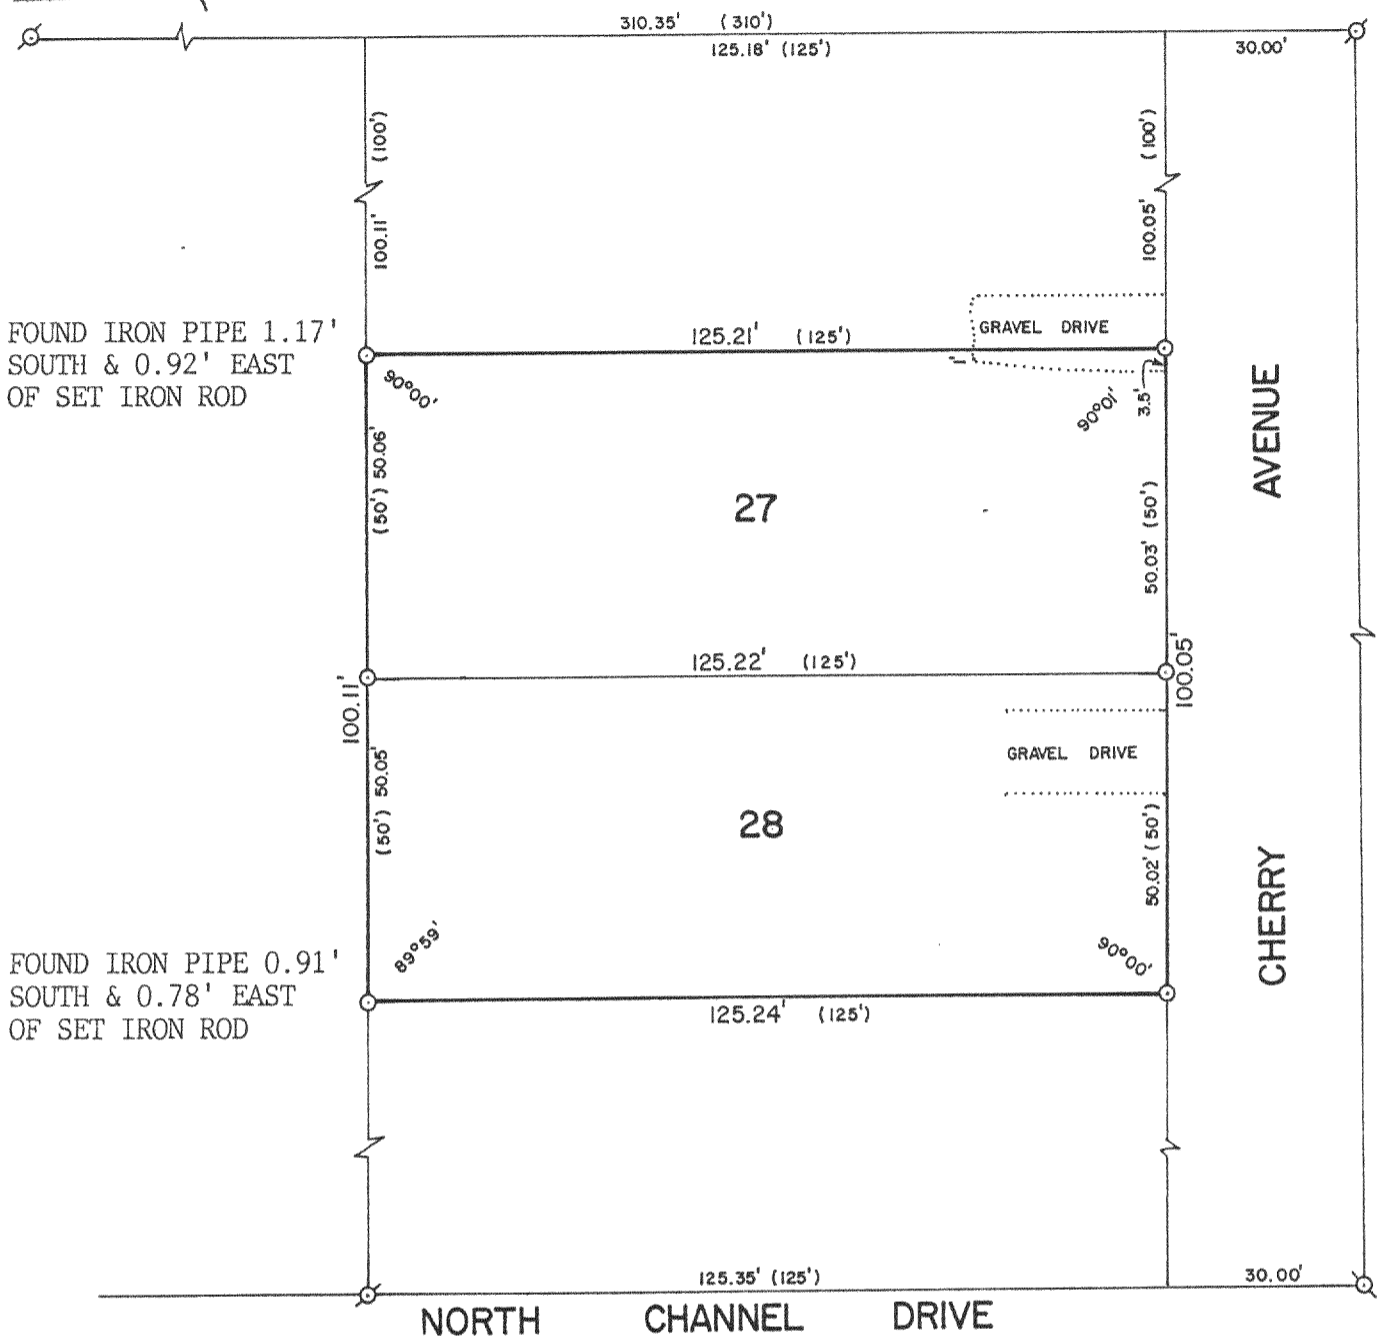 310.35' (310')
125.18' (125')
30.00'
(100')
100.11'
(100')
100.05'
GRAVEL DRIVE
FOUND IRON PIPE 1.17'
SOUTH & 0.92' EAST
OF SET IRON ROD
125.21' (125')
90°00'
90°01'
3.5'
AVENUE
(50') 50.06'
27
50.03' (50')
125.22' (125')
100.11'
100.05'
GRAVEL DRIVE
(50') 50.05'
28
50.02' (50')
CHERRY
89°59'
90°00'
FOUND IRON PIPE 0.91'
SOUTH & 0.78' EAST
OF SET IRON ROD
125.24' (125')
125.35' (125')
30.00'
NORTH CHANNEL DRIVE